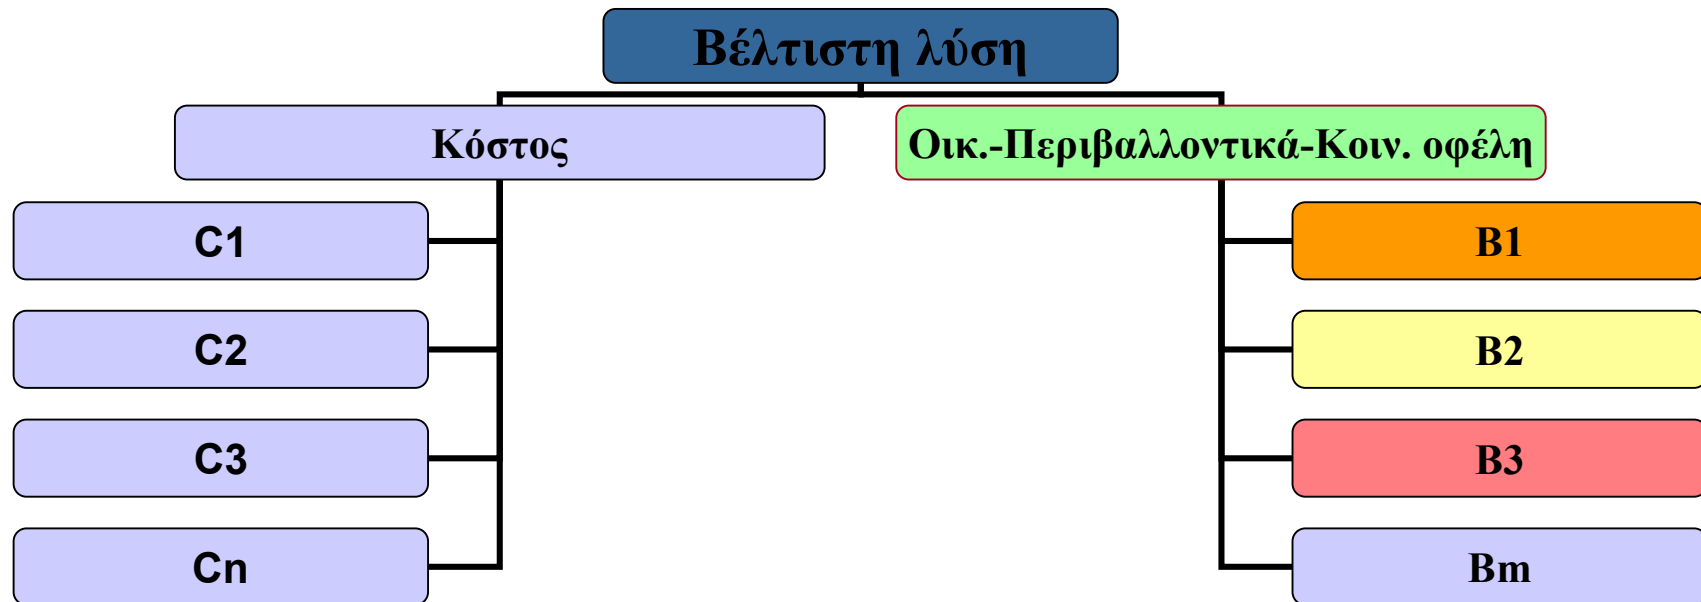 Βέλτιστη λύση
Κόστος
Οικ.-Περιβαλλοντικά-Κοιν. οφέλη
C1
B1
C2
B2
C3
B3
Cn
Bm